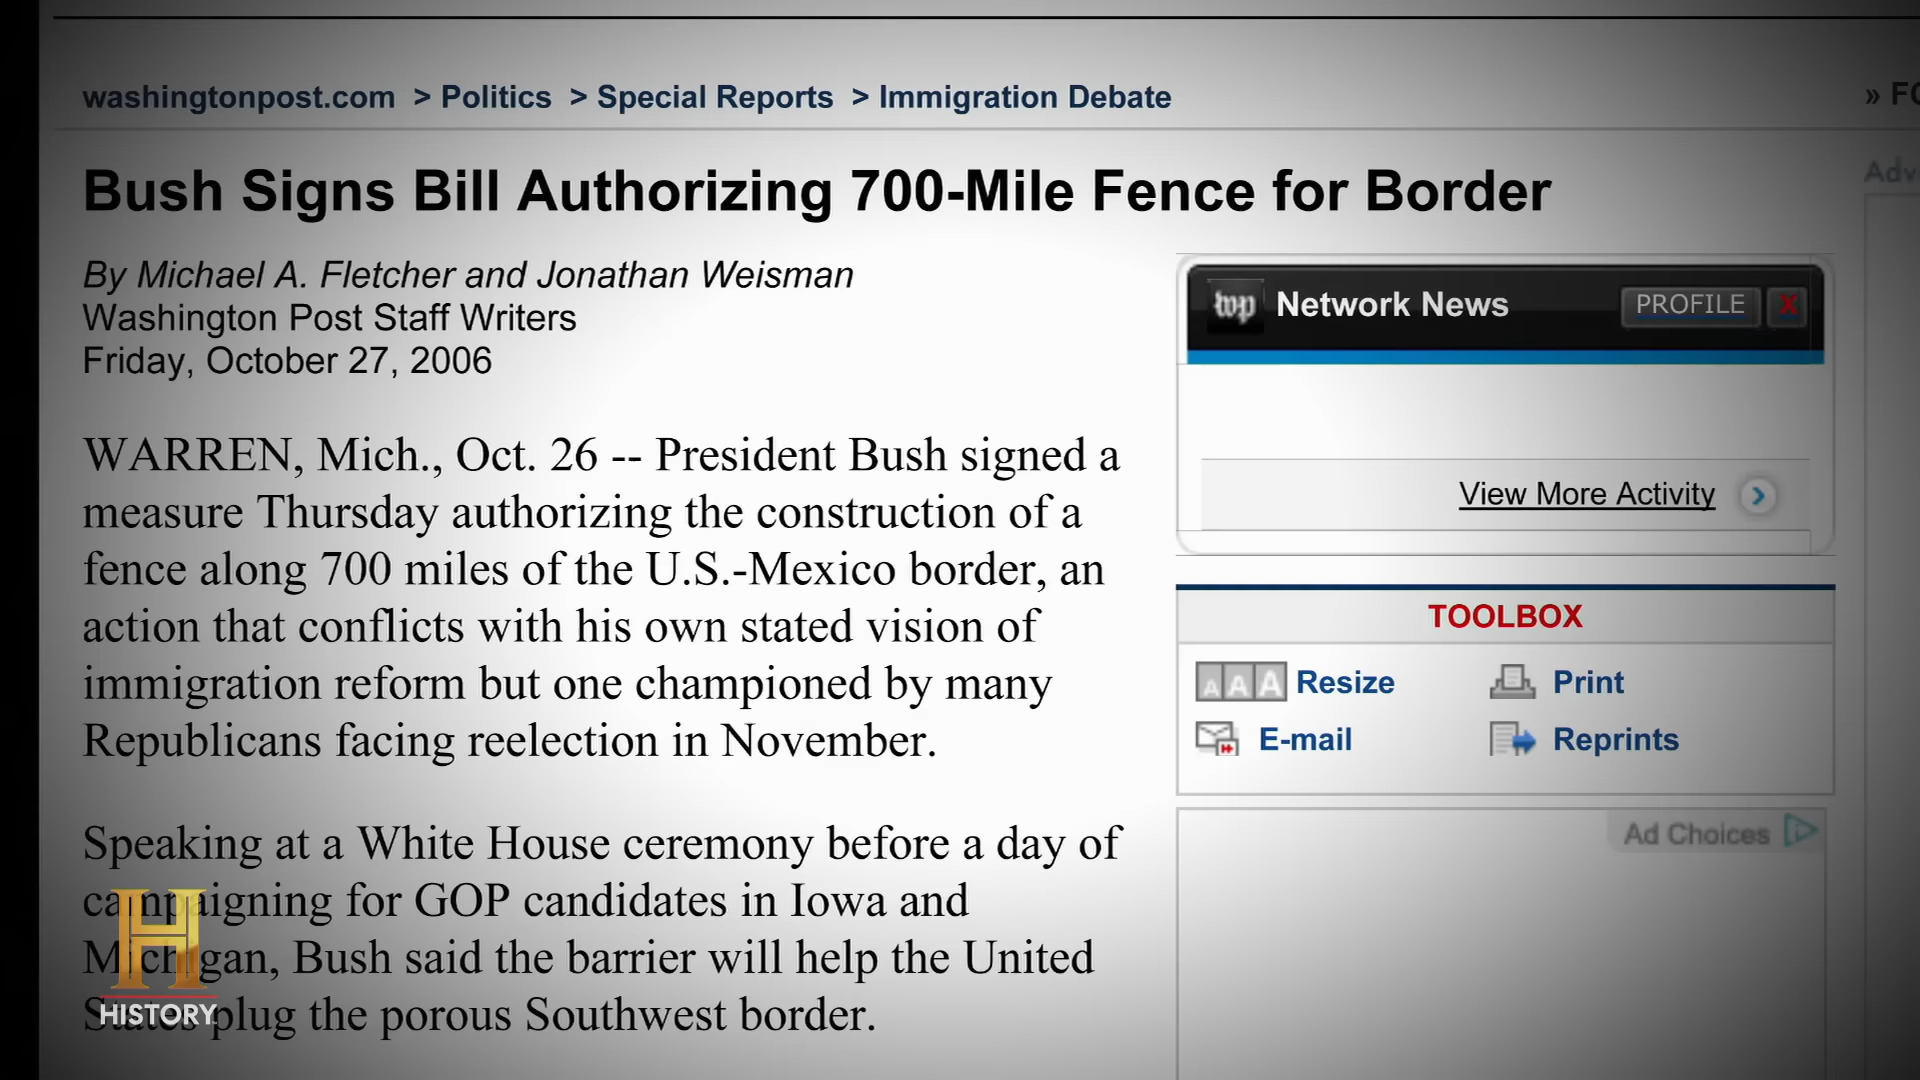 washingtonpost.com > Politics > Special Reports > Immigration Debate
» FO
Bush Signs Bill Authorizing 700-Mile Fence for Border
Adv
By Michael A. Fletcher and Jonathan Weisman
Washington Post Staff Writers
Friday, October 27, 2006
wp Network News PROFILE X
View More Activity
WARREN, Mich., Oct. 26 -- President Bush signed a
measure Thursday authorizing the construction of a
fence along 700 miles of the U.S.-Mexico border, an
action that conflicts with his own stated vision of
immigration reform but one championed by many
Republicans facing reelection in November.
TOOLBOX
AAA Resize Print
E-mail Reprints
Ad Choices
Speaking at a White House ceremony before a day of
campaigning for GOP candidates in Iowa and
Michigan, Bush said the barrier will help the United
States plug the porous Southwest border.
H
HISTORY